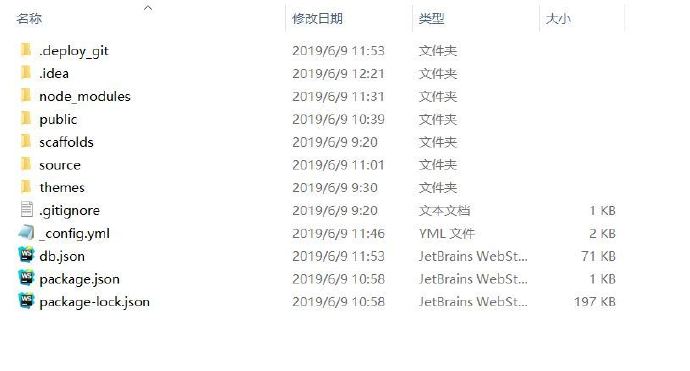 名称 修改日期 类型 大小
.deploy_git 2019/6/9 11:53 文件夹
.idea 2019/6/9 12:21 文件夹
node_modules 2019/6/9 11:31 文件夹
public 2019/6/9 10:39 文件夹
scaffolds 2019/6/9 9:20 文件夹
source 2019/6/9 11:01 文件夹
themes 2019/6/9 9:30 文件夹
.gitignore 2019/6/9 9:20 文本文档 1 KB
_config.yml 2019/6/9 11:46 YML 文件 2 KB
db.json 2019/6/9 11:53 JetBrains WebSt... 71 KB
package.json 2019/6/9 10:58 JetBrains WebSt... 1 KB
package-lock.json 2019/6/9 10:58 JetBrains WebSt... 197 KB